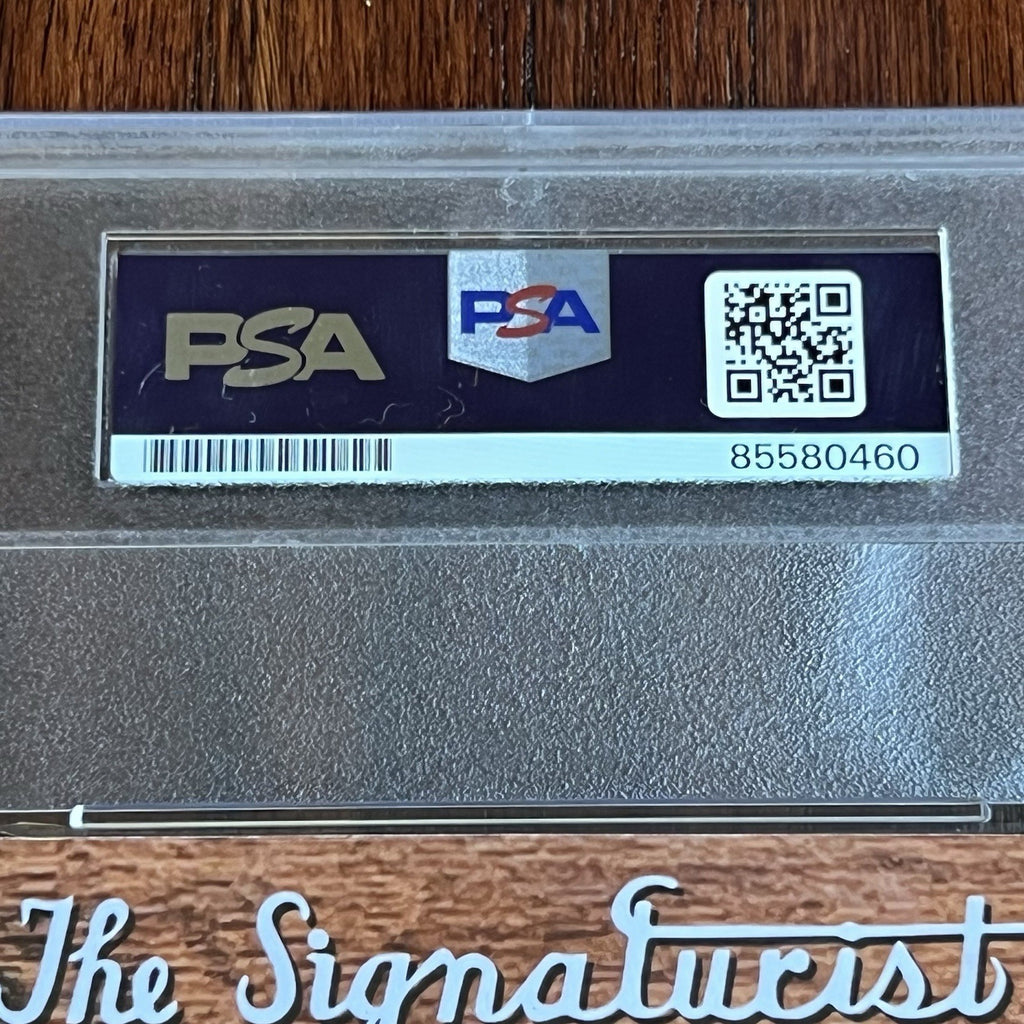 PSA
PSA
85580460
The Signaturist